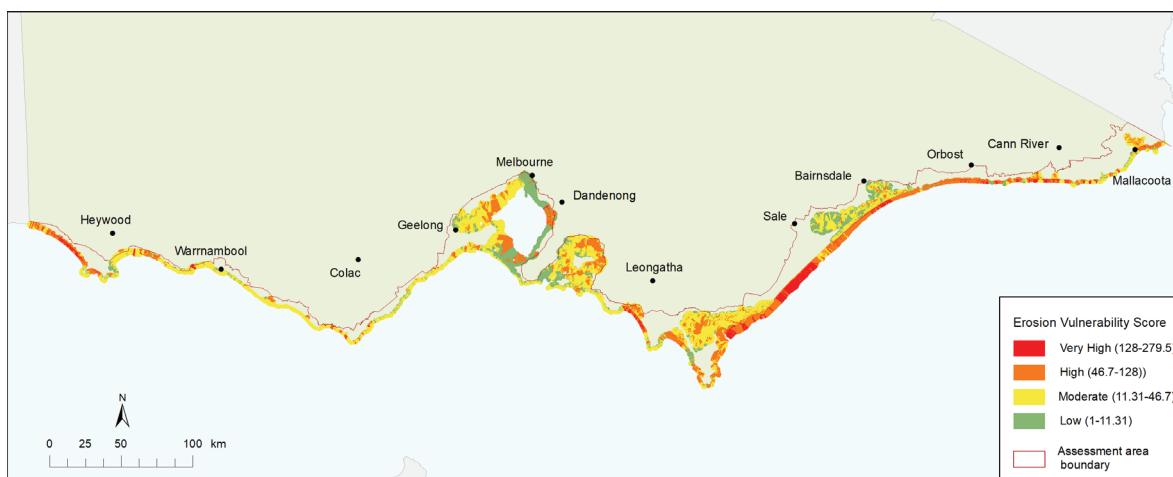 Heywood
Warrnambool
Colac
Geelong
Melbourne
Dandenong
Leongatha
Sale
Bairnsdale
Orbost
Cann River
Mallacoota
N
0 25 50 100 km
Erosion Vulnerability Score
Very High (128-279.5)
High (46.7-128))
Moderate (11.31-46.7)
Low (1-11.31)
Assessment area
boundary